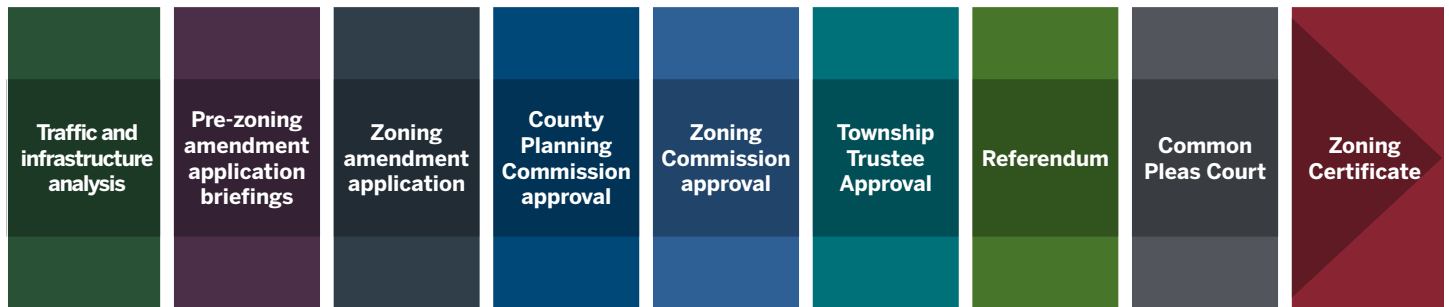 Traffic and
infrastructure
analysis
Pre-zoning
amendment
application
briefings
Zoning
amendment
application
County
Planning
Commission
approval
Zoning
Commission
approval
Township
Trustee
Approval
Referendum
Common
Pleas Court
Zoning
Certificate